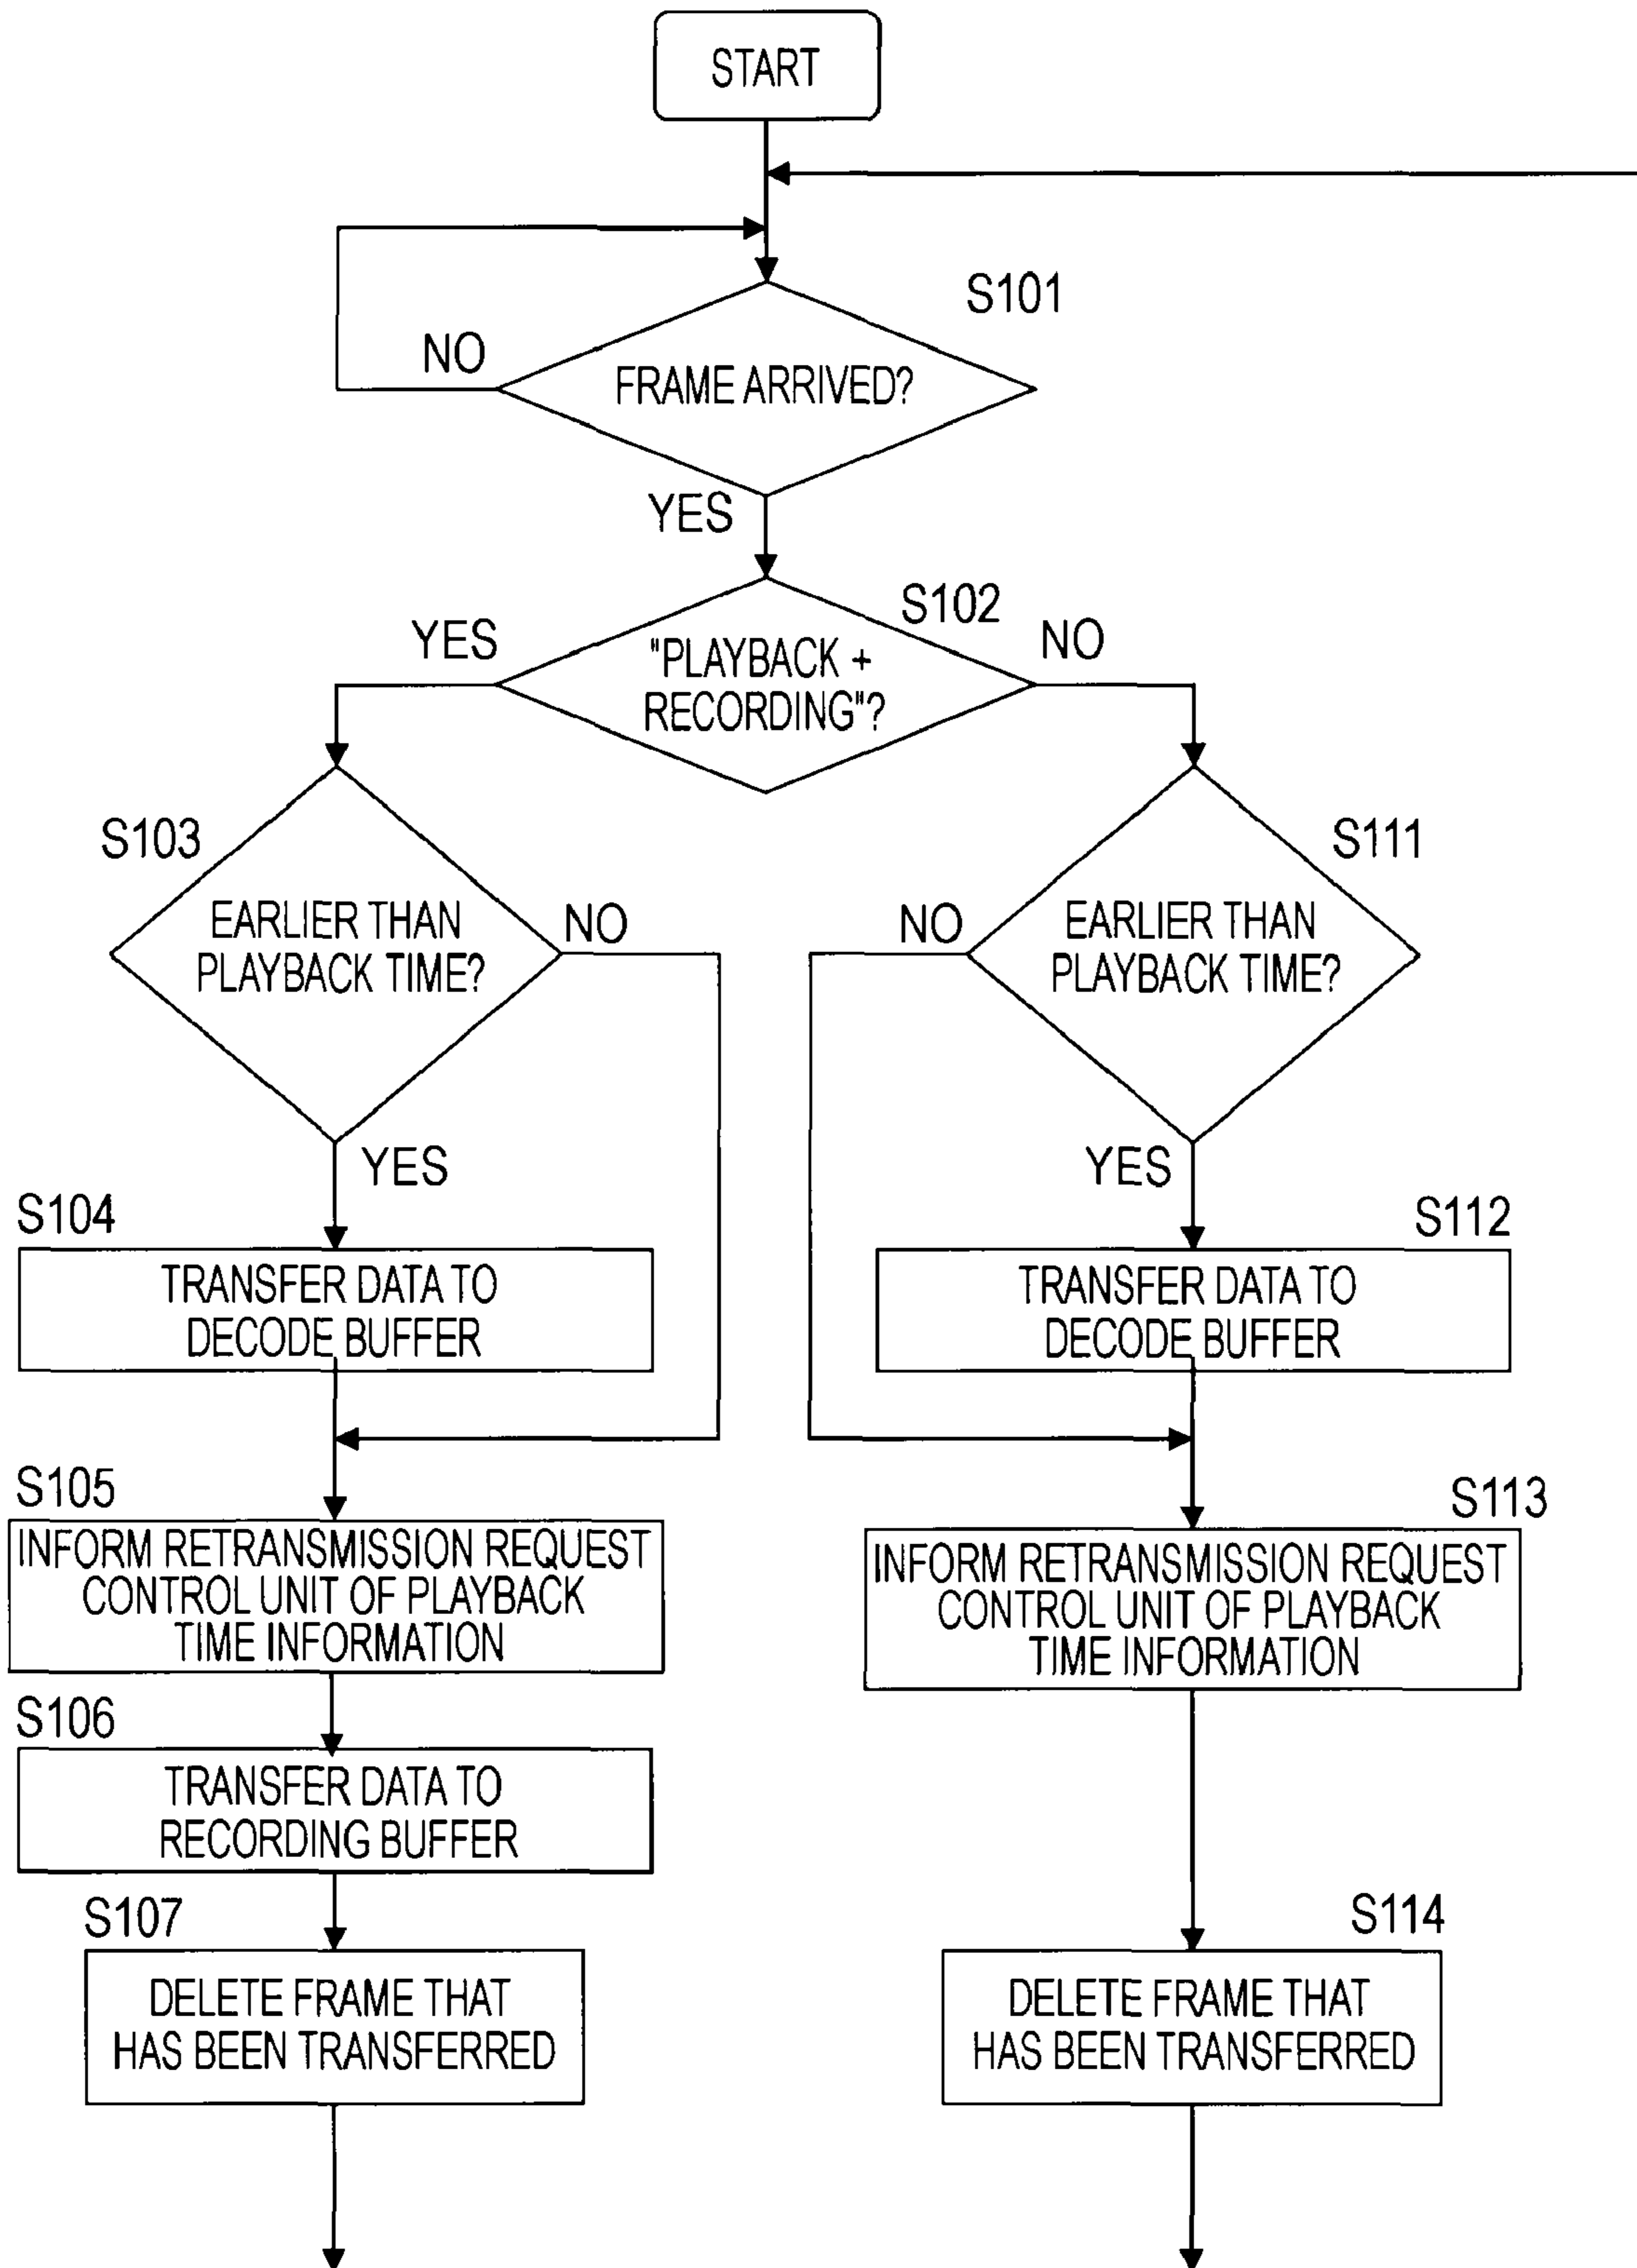 START
S101
NO
FRAME ARRIVED?
YES
S102
YES
NO
"PLAYBACK +
RECORDING"?
S103
S111
EARLIER THAN
PLAYBACK TIME?
NO
NO
EARLIER THAN
PLAYBACK TIME?
YES
YES
S104
S112
TRANSFER DATA TO
DECODE BUFFER
TRANSFER DATA TO
DECODE BUFFER
S105
S113
INFORM RETRANSMISSION REQUEST
CONTROL UNIT OF PLAYBACK
TIME INFORMATION
INFORM RETRANSMISSION REQUEST
CONTROL UNIT OF PLAYBACK
TIME INFORMATION
S106
TRANSFER DATA TO
RECORDING BUFFER
S107
S114
DELETE FRAME THAT
HAS BEEN TRANSFERRED
DELETE FRAME THAT
HAS BEEN TRANSFERRED